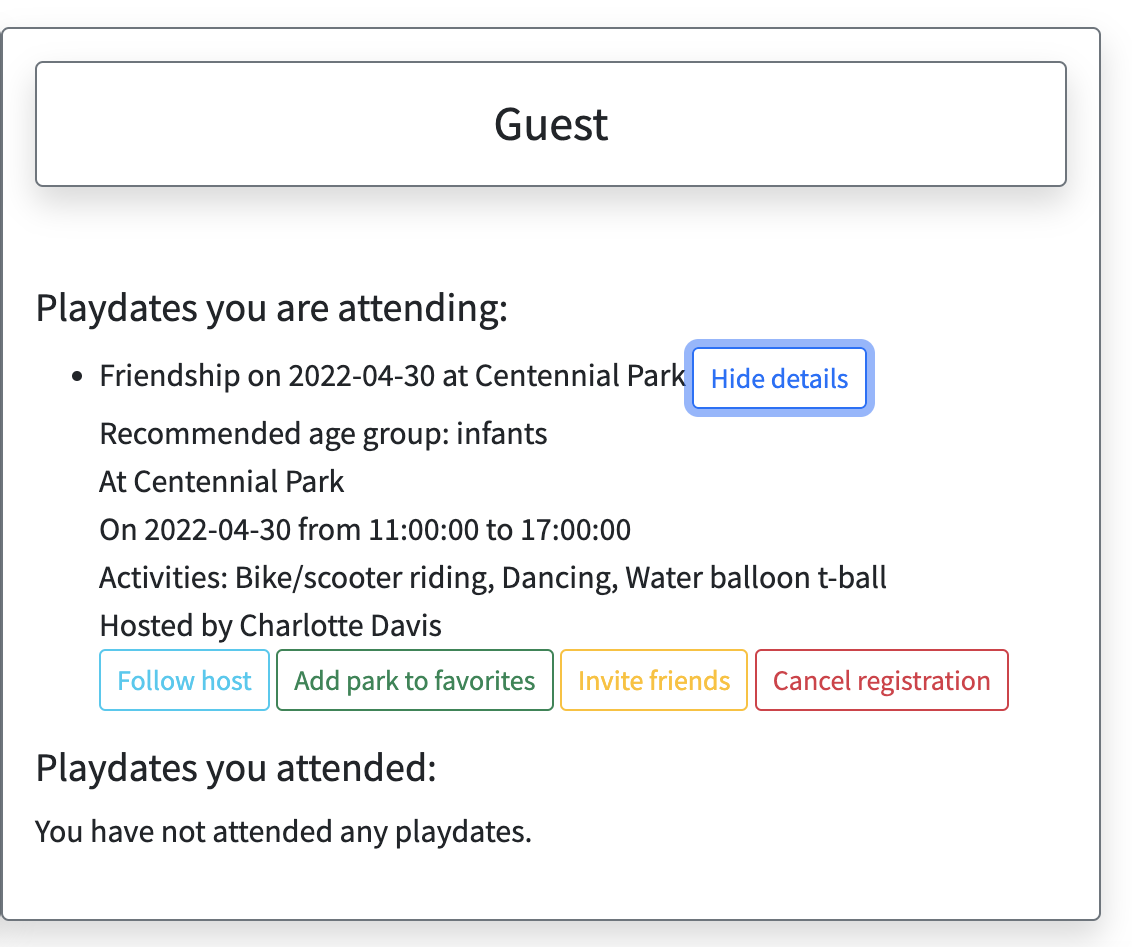 Guest
Playdates you are attending:
Friendship on 2022-04-30 at Centennial Park Hide details
Recommended age group: infants
At Centennial Park
On 2022-04-30 from 11:00:00 to 17:00:00
Activities: Bike/scooter riding, Dancing, Water balloon t-ball
Hosted by Charlotte Davis
Follow host Add park to favorites Invite friends Cancel registration
Playdates you attended:
You have not attended any playdates.